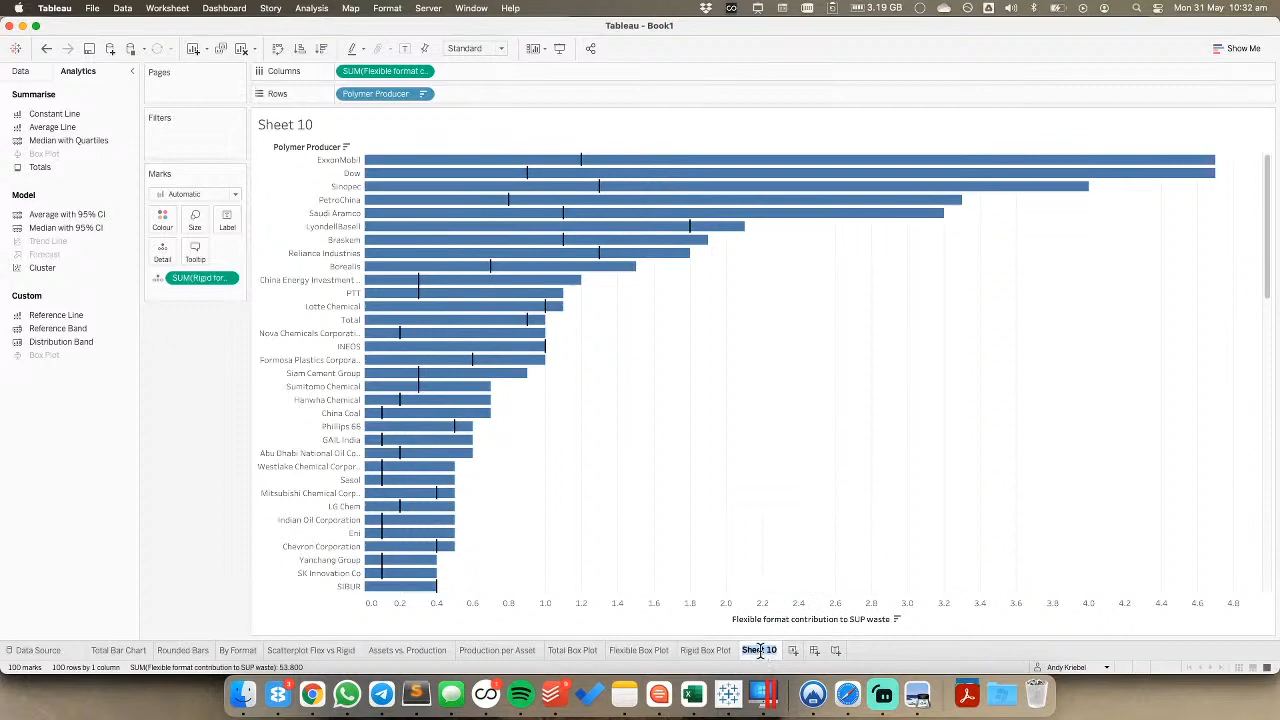 Tableau File Data Worksheet Dashboard Story Analysis Map Format Server Window Help 3.19 GB Mon 31 May 10:32 am
Tableau - Book1
Standard Show Me
Data Analytics
Summarise
Constant Line
Average Line
Median with Quartiles
Box Plot
Totals
Model
Average with 95% CI
Median with 95% CI
Trend Line
Forecast
Cluster
Custom
Reference Line
Reference Band
Distribution Band
Box Plot
Pages
Filters
Marks
Automatic
Colour Size Label
Detail Tooltip
SUM(Rigid for..
Columns SUM(Flexible format c..
Rows Polymer Producer
Sheet 10
Polymer Producer
ExxonMobil
Dow
Sinopec
PetroChina
Saudi Aramco
LyondellBasell
Braskem
Reliance Industries
Borealis
China Energy Investment ..
PTT
Lotte Chemical
Total
Nova Chemicals Corporati..
INEOS
Formosa Plastics Corpora..
Siam Cement Group
Sumitomo Chemical
Hanwha Chemical
China Coal
Phillips 66
GAIL India
Abu Dhabi National Oil Co..
Westlake Chemical Corpor..
Sasol
Mitsubishi Chemical Corp..
LG Chem
Indian Oil Corporation
Eni
Chevron Corporation
Yanchang Group
SK Innovation Co
SIBUR
0.0 0.2 0.4 0.6 0.8 1.0 1.2 1.4 1.6 1.8 2.0 2.2 2.4 2.6 2.8 3.0 3.2 3.4 3.6 3.8 4.0 4.2 4.4 4.6 4.8
Flexible format contribution to SUP waste
Data Source Total Bar Chart Rounded Bars By Format Scatterplot Flex vs Rigid Assets vs. Production Production per Asset Total Box Plot Flexible Box Plot Rigid Box Plot Sheet 10
100 marks 100 rows by 1 column SUM(Flexible format contribution to SUP waste): 53.800 Andy Kriebel